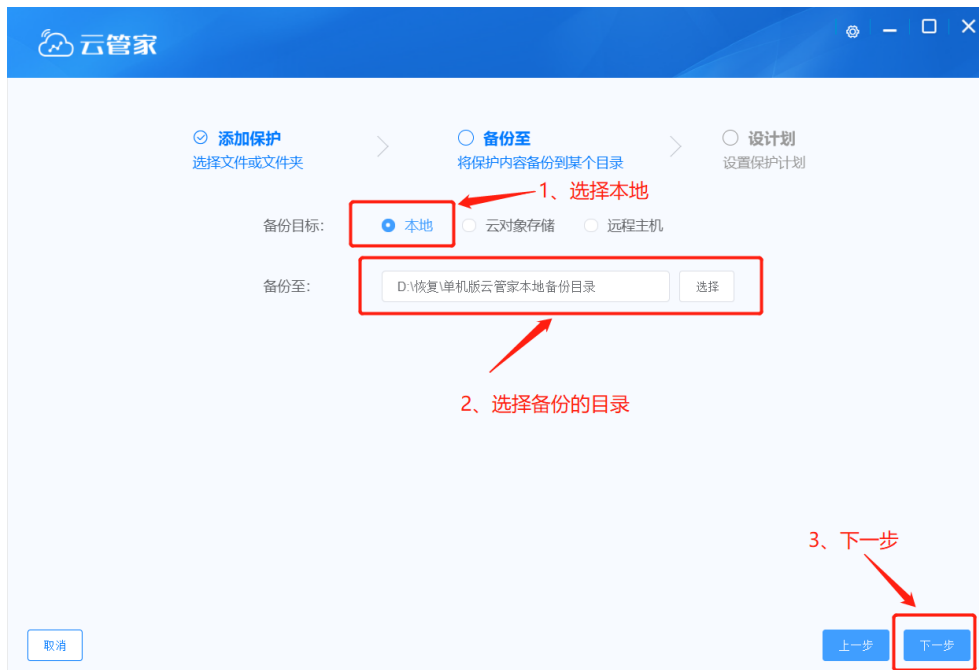 云管家
添加保护 备份至 设计划
选择文件或文件夹 将保护内容备份到某个目录 设置保护计划
1、选择本地
备份目标： 本地 云对象存储 远程主机
备份至： D:\恢复\单机版云管家本地备份目录 选择
2、选择备份的目录
3、下一步
取消 上一步 下一步